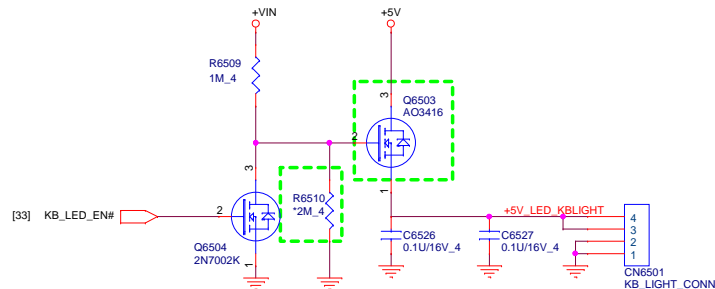 +VIN
+5V
R6509
1M_4
3
Q6503
AO3416
2
1
3
[33] KB_LED_EN#
2
R6510
*2M_4
Q6504
2N7002K
1
+5V_LED_KBLIGHT
C6526
0.1U/16V_4
C6527
0.1U/16V_4
4
3
2
1
CN6501
KB_LIGHT_CONN